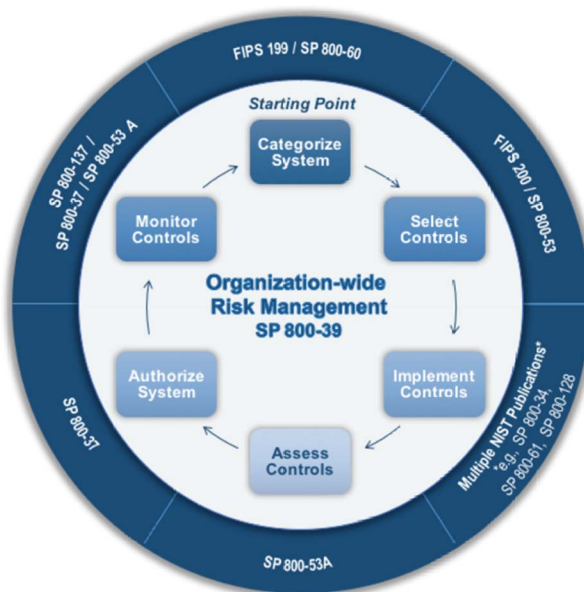 FIPS 199 / SP 800-60
Starting Point
Categorize
System
FIPS 200 / SP 800-53
Select
Controls
Multiple NIST Publications*
*e.g., SP 800-34,
SP 800-61, SP 800-128
Implement
Controls
SP 800-53A
Assess
Controls
SP 800-37
Authorize
System
SP 800-137 /
SP 800-37 / SP 800-53 A
Monitor
Controls
Organization-wide
Risk Management
SP 800-39